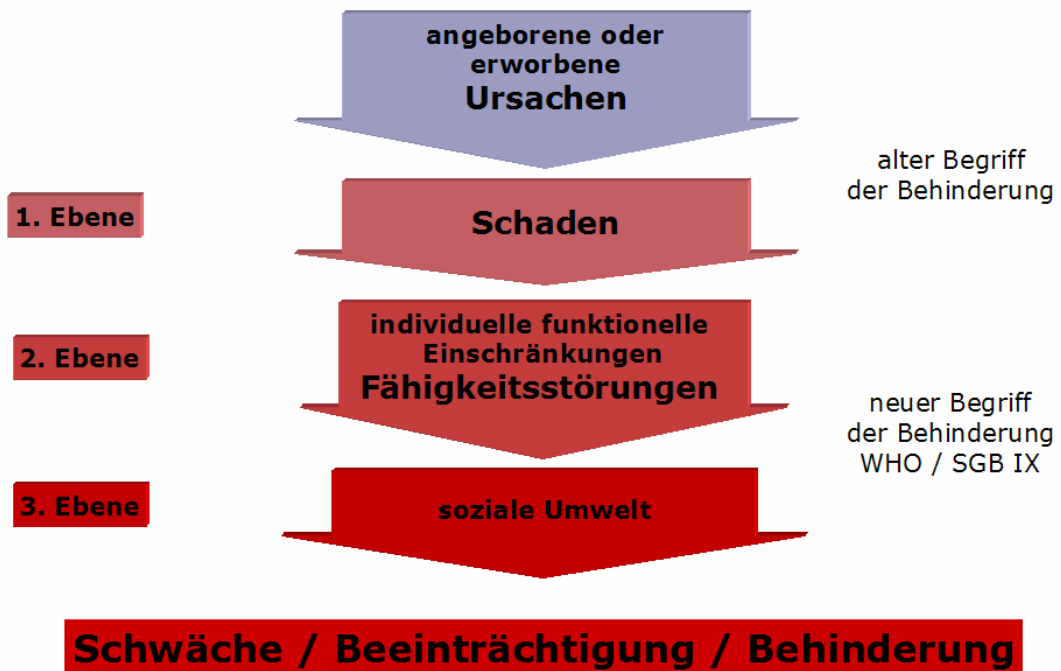 angeborene oder
erworbene
Ursachen
alter Begriff
der Behinderung
1. Ebene
Schaden
2. Ebene
individuelle funktionelle
Einschränkungen
Fähigkeitsstörungen
neuer Begriff
der Behinderung
WHO / SGB IX
3. Ebene
soziale Umwelt
Schwäche / Beeinträchtigung / Behinderung